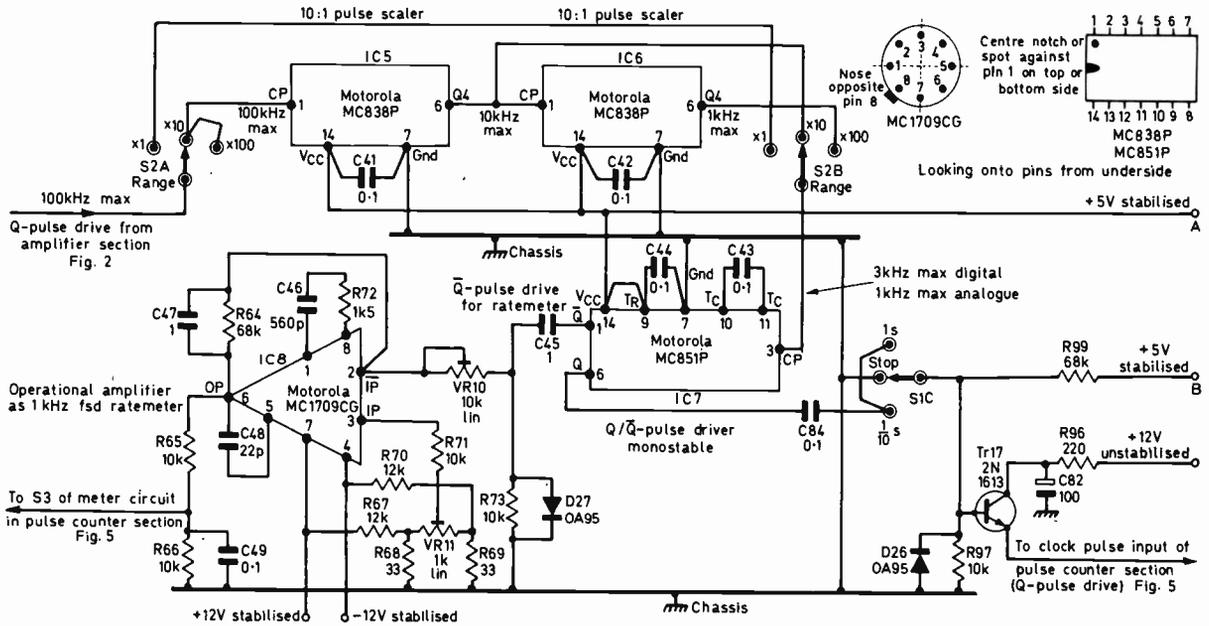 10:1 pulse scaler
10:1 pulse scaler
IC5
IC6
CP
1
100kHz
max
Motorola
MC838P
Q4
6
14
7
Vcc
Gnd
C41
0·1
10kHz
max
CP
1
Motorola
MC838P
Q4
6
1kHz
max
14
7
Vcc
Gnd
C42
0·1
x1
x10
x100
S2A
Range
x1
x10
x100
S2B
Range
1
2
3
4
5
6
7
8
Nose
opposite
pin 8
MC1709CG
Centre notch or
spot against
pin 1 on top or
bottom side
1 2 3 4 5 6 7
14 13 12 11 10 9 8
MC838P
MC851P
Looking onto pins from underside
100kHz max
Q-pulse drive from
amplifier section
Fig. 2
+5V stabilised
A
Chassis
3kHz max digital
1kHz max analogue
C47
1
R64
68k
C46
560p
R72
1k5
IC8
1
8
Operational amplifier
as 1kHz fsd ratemeter
OP
6
5
Motorola
MC1709CG
2
I̅P̅
IP
3
7
4
C48
22p
R65
10k
R71
10k
R70
12k
R67
12k
R68
33
VR11
1k
lin
R69
33
To S3 of meter circuit
in pulse counter section
Fig. 5
R66
10k
C49
0·1
+12V stabilised
-12V stabilised
Q̅-pulse drive
for ratemeter
VR10
10k
lin
C45
1
R73
10k
D27
OA95
C44
0·1
Gnd
C43
0·1
Vcc
14
TR
9
7
TC
10
TC
11
Q̅
1
Q
6
Motorola
MC851P
3
CP
IC7
Q/Q̅-pulse driver
monostable
C84
0·1
1s
Stop
S1C
1/10 s
R99
68k
+5V
stabilised
B
R96
220
+12V
unstabilised
Tr17
2N
1613
C82
100
D26
OA95
R97
10k
To clock pulse input of
pulse counter section
(Q-pulse drive) Fig. 5
Chassis